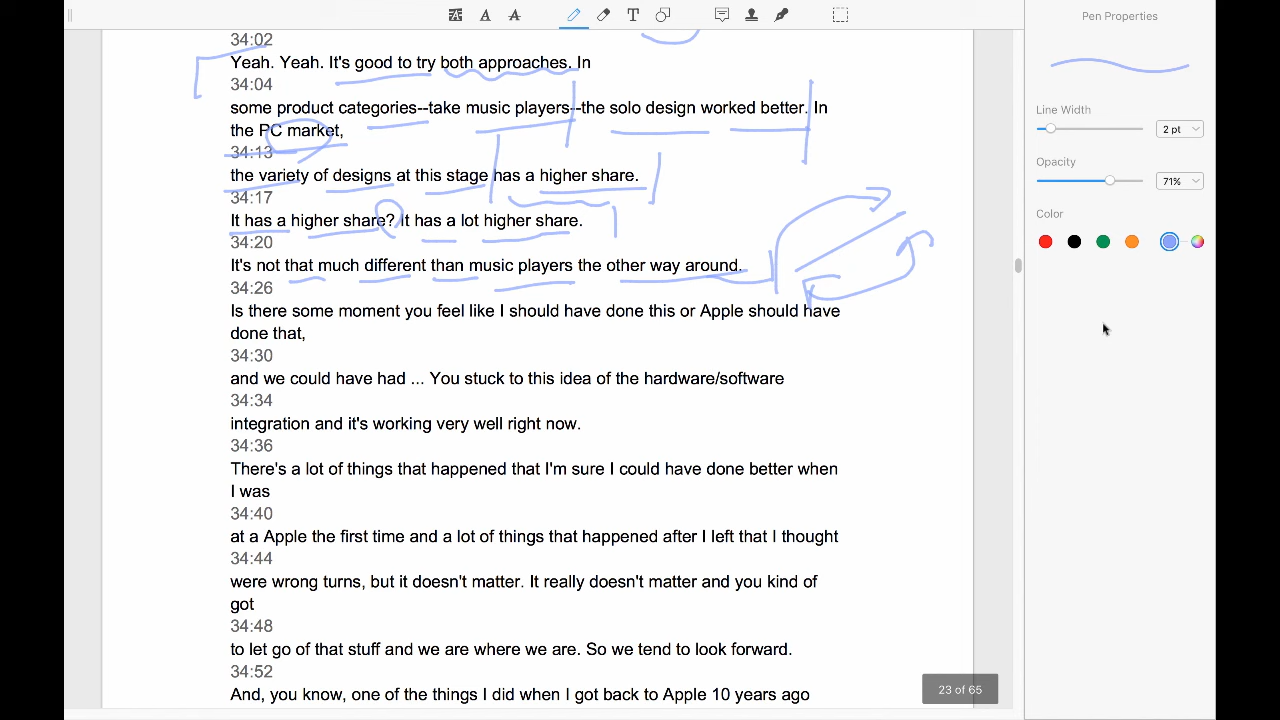 Pen Properties
34:02
Yeah. Yeah. It's good to try both approaches. In
34:04
some product categories--take music players--the solo design worked better. In
the PC market,
34:13
the variety of designs at this stage has a higher share.
34:17
It has a higher share? It has a lot higher share.
34:20
It's not that much different than music players the other way around.
34:26
Is there some moment you feel like I should have done this or Apple should have
done that,
34:30
and we could have had ... You stuck to this idea of the hardware/software
34:34
integration and it's working very well right now.
34:36
There's a lot of things that happened that I'm sure I could have done better when
I was
34:40
at a Apple the first time and a lot of things that happened after I left that I thought
34:44
were wrong turns, but it doesn't matter. It really doesn't matter and you kind of
got
34:48
to let go of that stuff and we are where we are. So we tend to look forward.
34:52
And, you know, one of the things I did when I got back to Apple 10 years ago
23 of 65
Line Width
2 pt
Opacity
71%
Color